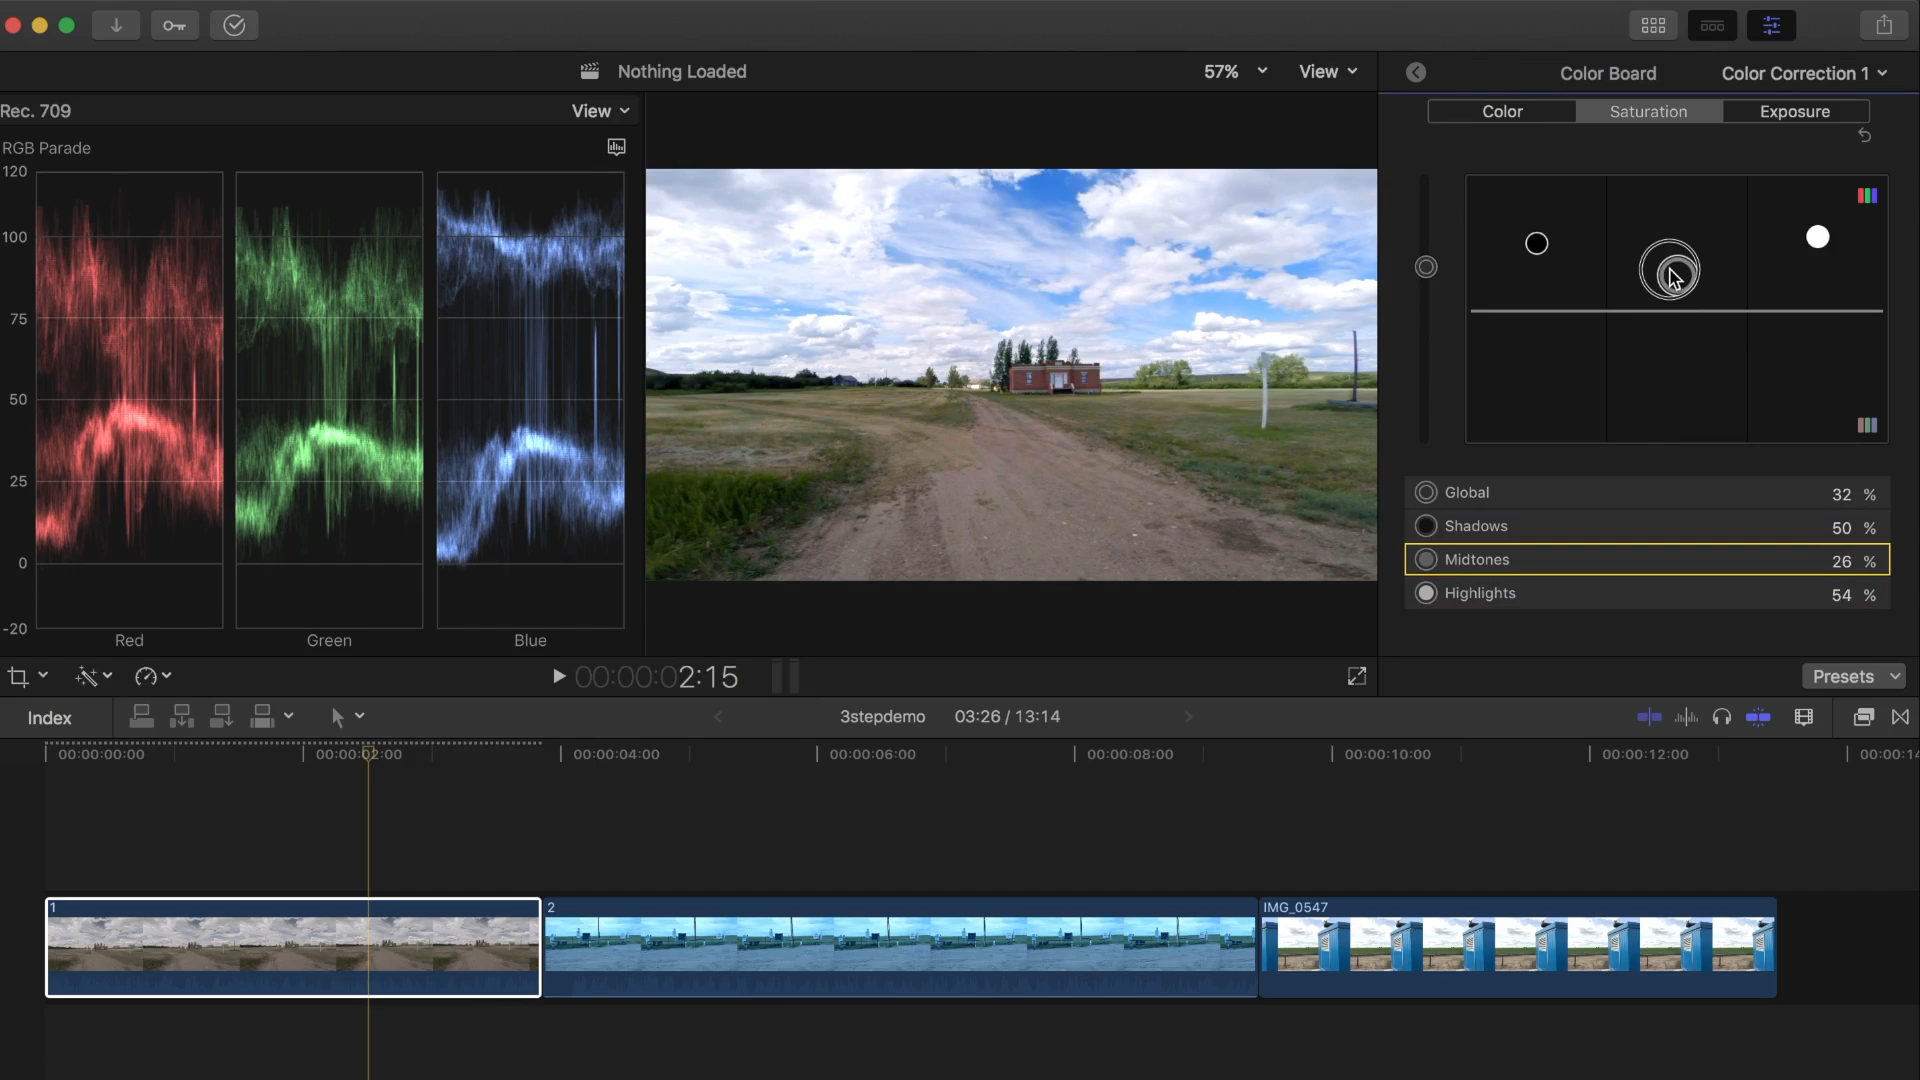 Nothing Loaded
57%
View
Color Board
Color Correction 1
Rec. 709
View
Color
Saturation
Exposure
RGB Parade
120
100
75
50
25
0
-20
Red
Green
Blue
Global 32 %
Shadows 50 %
Midtones 26 %
Highlights 54 %
00:00:02:15
Presets
Index
3stepdemo 03:26 / 13:14
00:00:00:00
00:00:02:00
00:00:04:00
00:00:06:00
00:00:08:00
00:00:10:00
00:00:12:00
00:00:14
1
2
IMG_0547